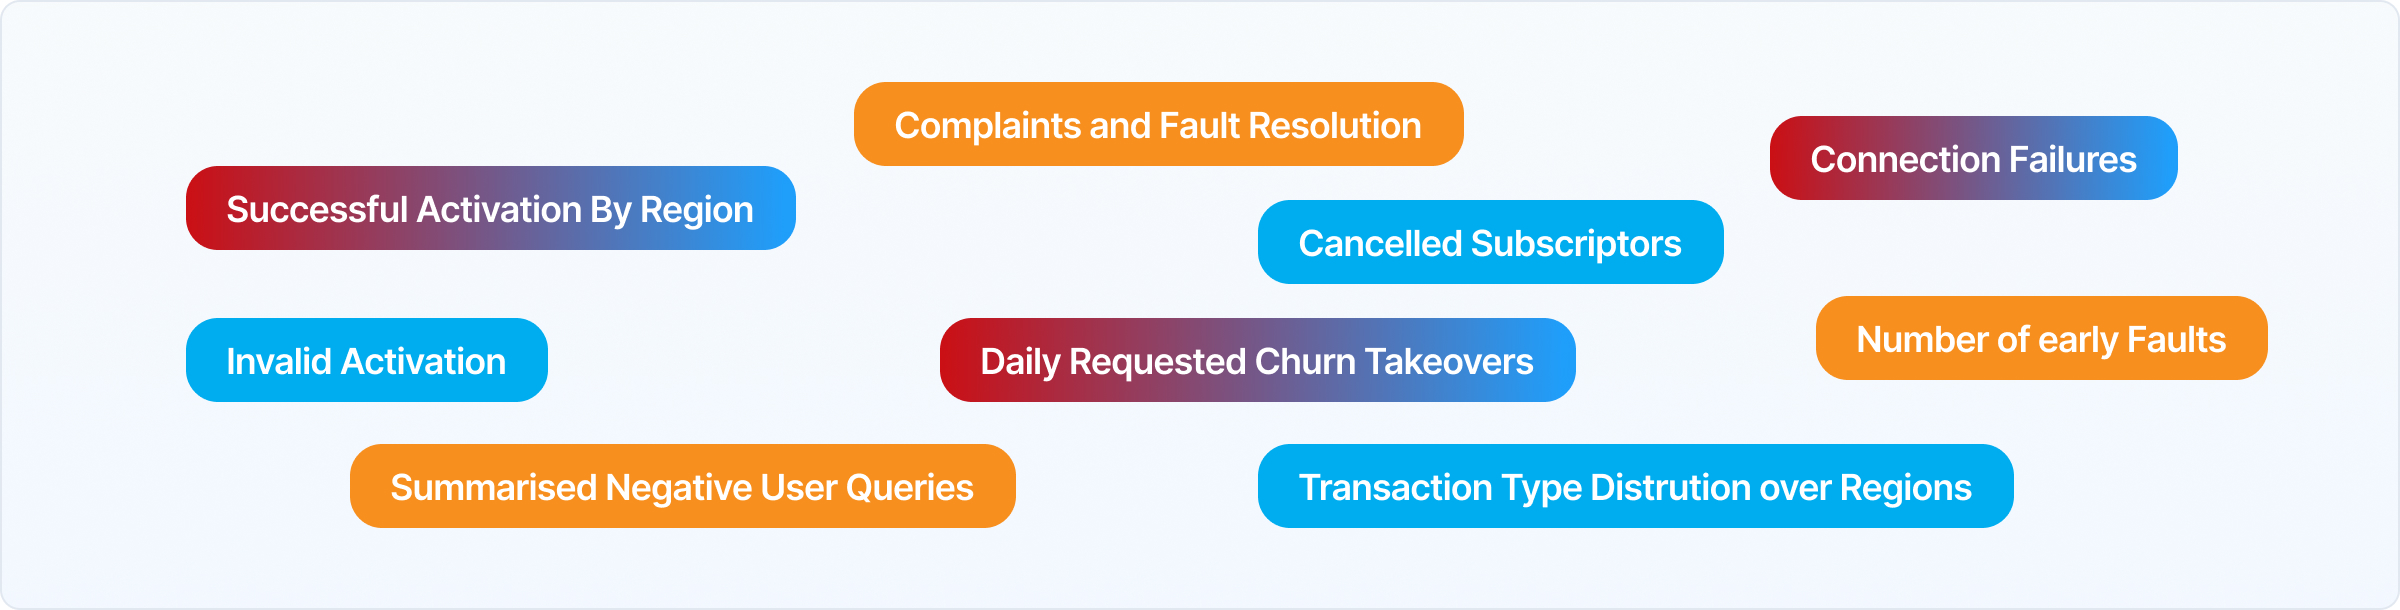 Complaints and Fault Resolution
Connection Failures
Successful Activation By Region
Cancelled Subscriptors
Number of early Faults
Invalid Activation
Daily Requested Churn Takeovers
Summarised Negative User Queries
Transaction Type Distrution over Regions